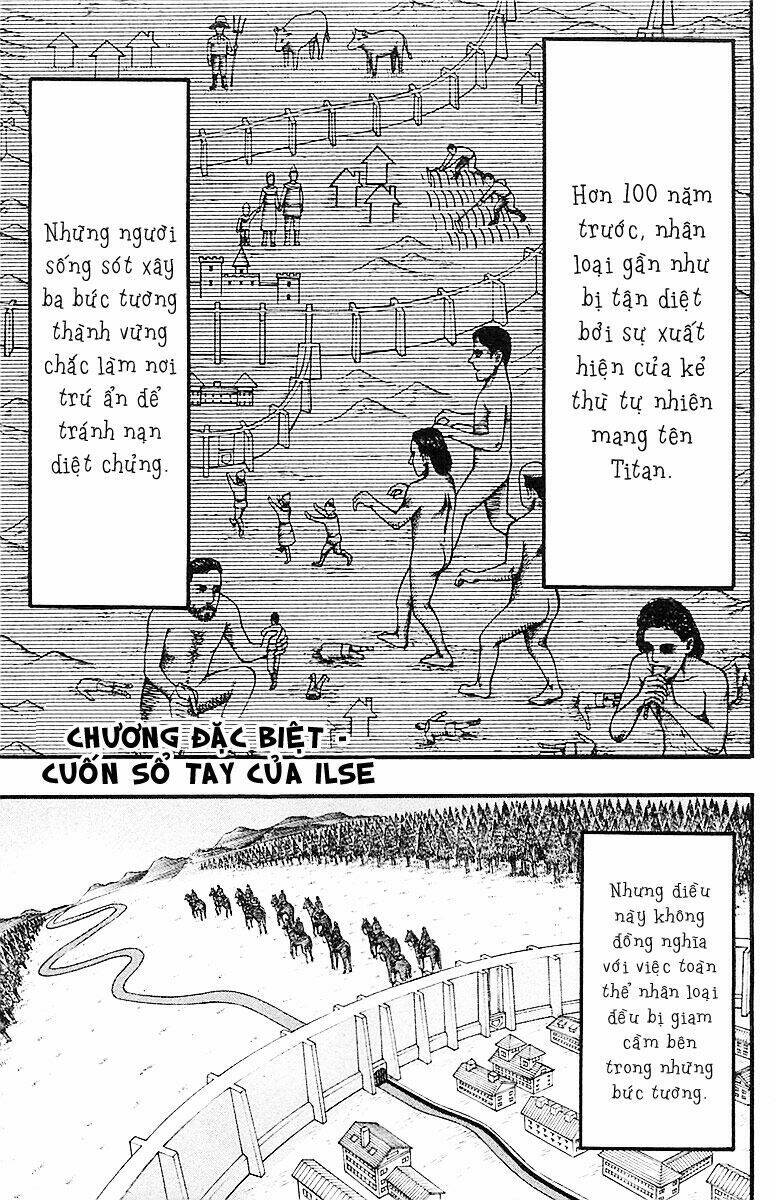 Hơn 100 năm
trước, nhân
loại gần như
bị tận diệt
bởi sự xuất
hiện của kẻ
thừ tự nhiên
mang tên
Titan.
Những người
sống sót xây
ba bức tường
thành vững
chắc làm nơi
trú ẩn để
tránh nạn
diệt chủng.
CHƯƠNG ĐẶC BIỆT -
CUỐN SỔ TAY CỦA ILSE
Nhưng điều
này không
đồng nghĩa
với việc toàn
thể nhân loại
đều bị giam
cầm bên
trong những
bức tường.